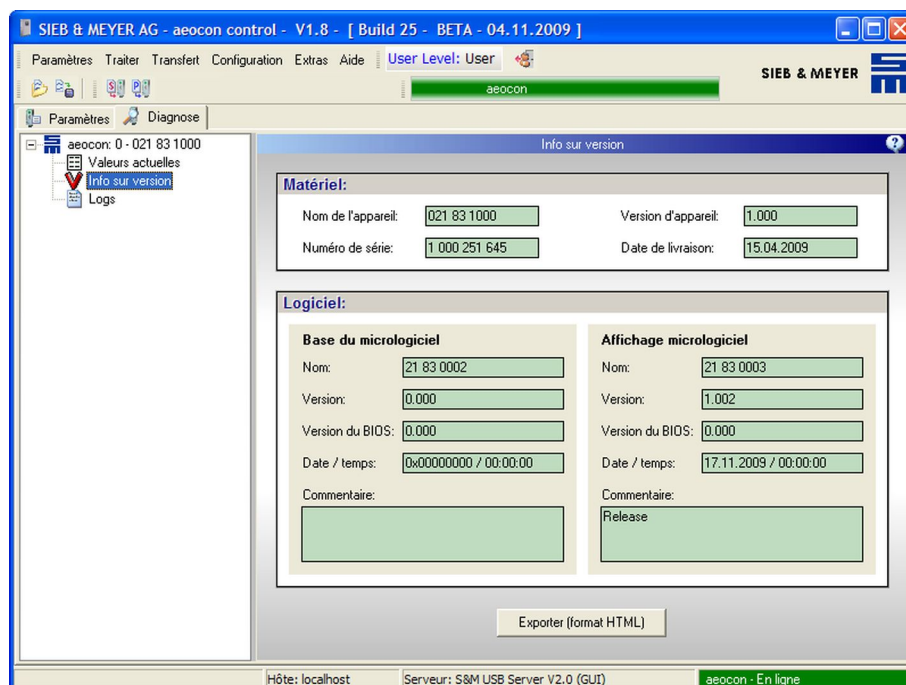 SIEB & MEYER AG - aeocon control - V1.8 - [ Build 25 - BETA - 04.11.2009 ]
Paramètres Traiter Transfert Configuration Extras Aide User Level: User
SIEB & MEYER
aeocon
Paramètres Diagnose
aeocon: 0 - 021 83 1000
Valeurs actuelles
Info sur version
Logs
Info sur version
Matériel:
Nom de l'appareil: 021 83 1000 Version d'appareil: 1.000
Numéro de série: 1 000 251 645 Date de livraison: 15.04.2009
Logiciel:
Base du micrologiciel
Nom: 21 83 0002
Version: 0.000
Version du BIOS: 0.000
Date / temps: 0x00000000 / 00:00:00
Commentaire:
Affichage micrologiciel
Nom: 21 83 0003
Version: 1.002
Version du BIOS: 0.000
Date / temps: 17.11.2009 / 00:00:00
Commentaire:
Release
Exporter (format HTML)
Hôte: localhost Serveur: S&M USB Server V2.0 (GUI) aeocon - En ligne